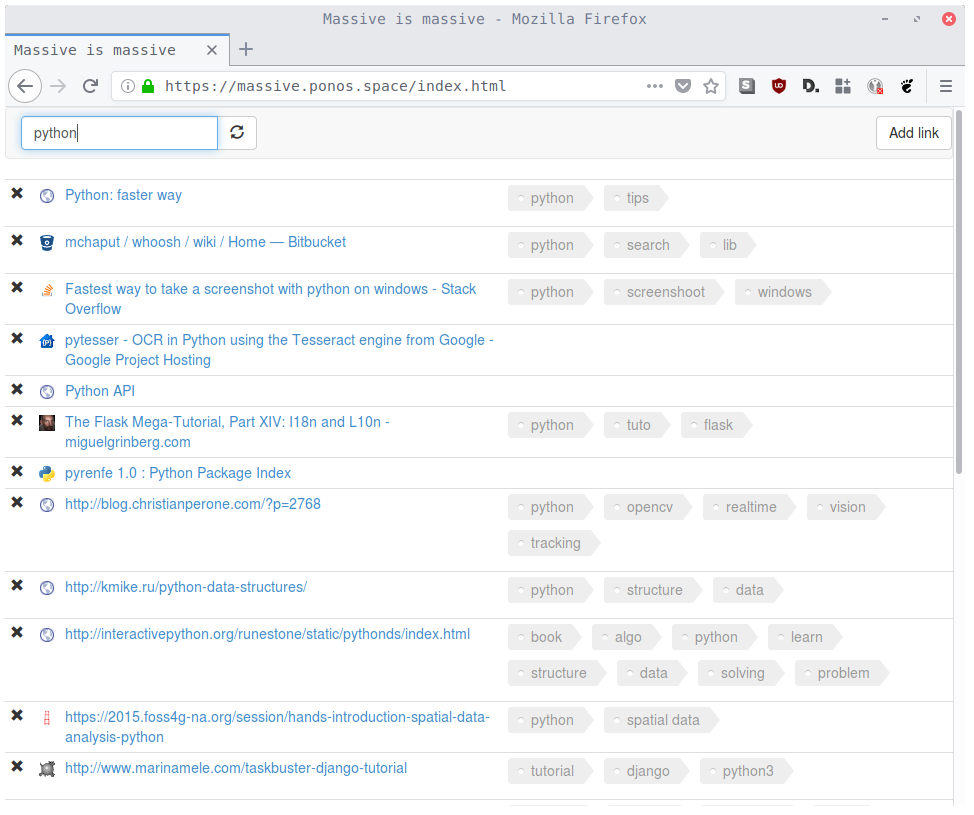 Massive is massive - Mozilla Firefox
Massive is massive
https://massive.ponos.space/index.html
python
Add link
Python: faster way python tips
mchaput / whoosh / wiki / Home — Bitbucket python search lib
Fastest way to take a screenshot with python on windows - Stack python screenshoot windows
Overflow
pytesser - OCR in Python using the Tesseract engine from Google -
Google Project Hosting
Python API
The Flask Mega-Tutorial, Part XIV: I18n and L10n - python tuto flask
miguelgrinberg.com
pyrenfe 1.0 : Python Package Index
http://blog.christianperone.com/?p=2768 python opencv realtime vision
tracking
http://kmike.ru/python-data-structures/ python structure data
http://interactivepython.org/runestone/static/pythonds/index.html book algo python learn
structure data solving problem
https://2015.foss4g-na.org/session/hands-introduction-spatial-data- python spatial data
analysis-python
http://www.marinamele.com/taskbuster-django-tutorial tutorial django python3